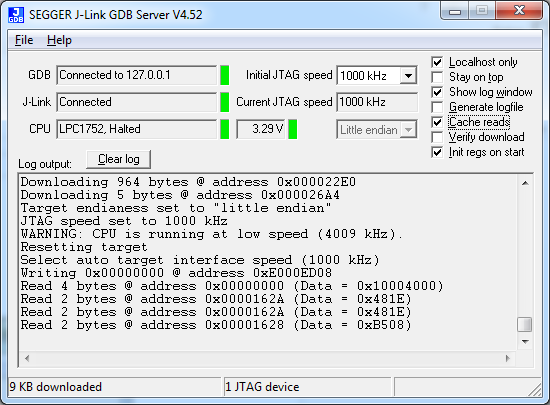 J GDB SEGGER J-Link GDB Server V4.52
File Help
GDB Connected to 127.0.0.1 Initial JTAG speed 1000 kHz
J-Link Connected Current JTAG speed 1000 kHz
CPU LPC1752, Halted 3.29 V Little endian
Localhost only
Stay on top
Show log window
Generate logfile
Cache reads
Verify download
Init regs on start
Log output: Clear log
Downloading 964 bytes @ address 0x000022E0
Downloading 5 bytes @ address 0x000026A4
Target endianess set to "little endian"
JTAG speed set to 1000 kHz
WARNING: CPU is running at low speed (4009 kHz).
Resetting target
Select auto target interface speed (1000 kHz)
Writing 0x00000000 @ address 0xE000ED08
Read 4 bytes @ address 0x00000000 (Data = 0x10004000)
Read 2 bytes @ address 0x0000162A (Data = 0x481E)
Read 2 bytes @ address 0x0000162A (Data = 0x481E)
Read 2 bytes @ address 0x00001628 (Data = 0xB508)
9 KB downloaded 1 JTAG device